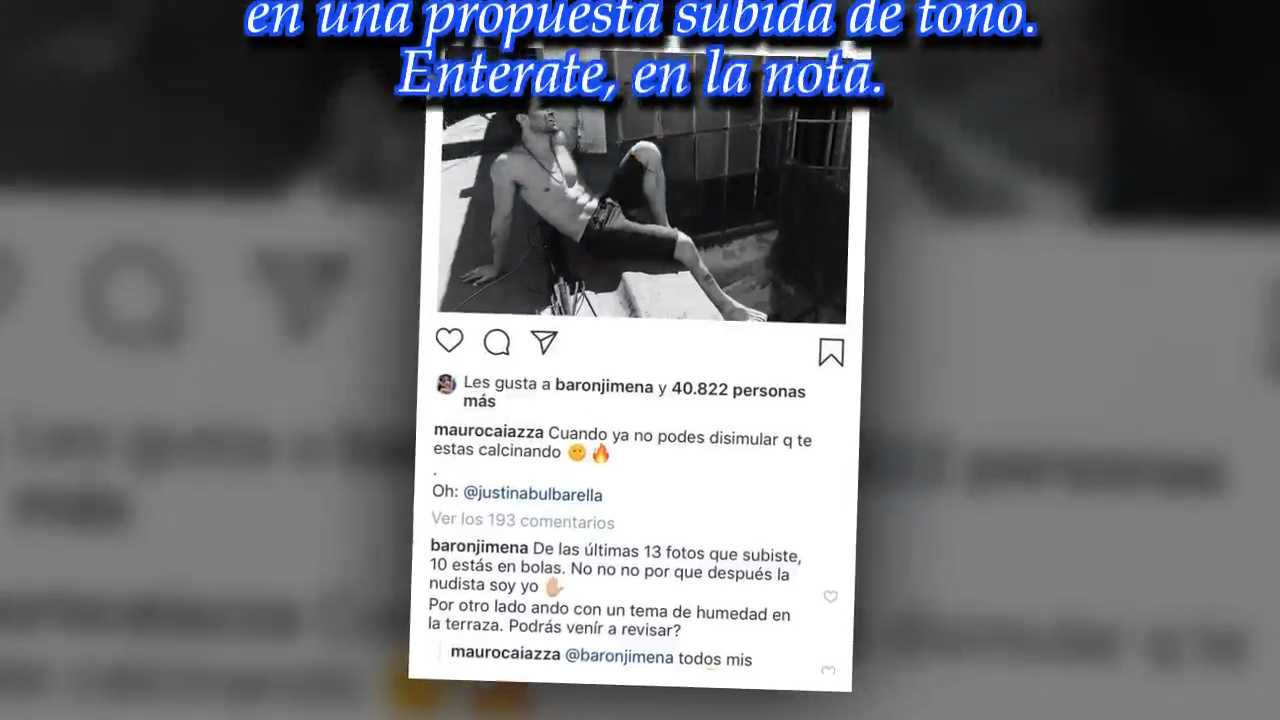 en una propuesta subida de tono.
Enterate, en la nota.
Les gusta a baronjimena y 40.822 personas
más
maurocaiazza Cuando ya no podes disimular q te
estas calcinando 😶🔥
.
Oh: @justinabulbarella
Ver los 193 comentarios
baronjimena De las últimas 13 fotos que subiste,
10 estás en bolas. No no no por que después la
nudista soy yo ✋🏼
Por otro lado ando con un tema de humedad en
la terraza. Podrás venír a revisar?
maurocaiazza @baronjimena todos mis